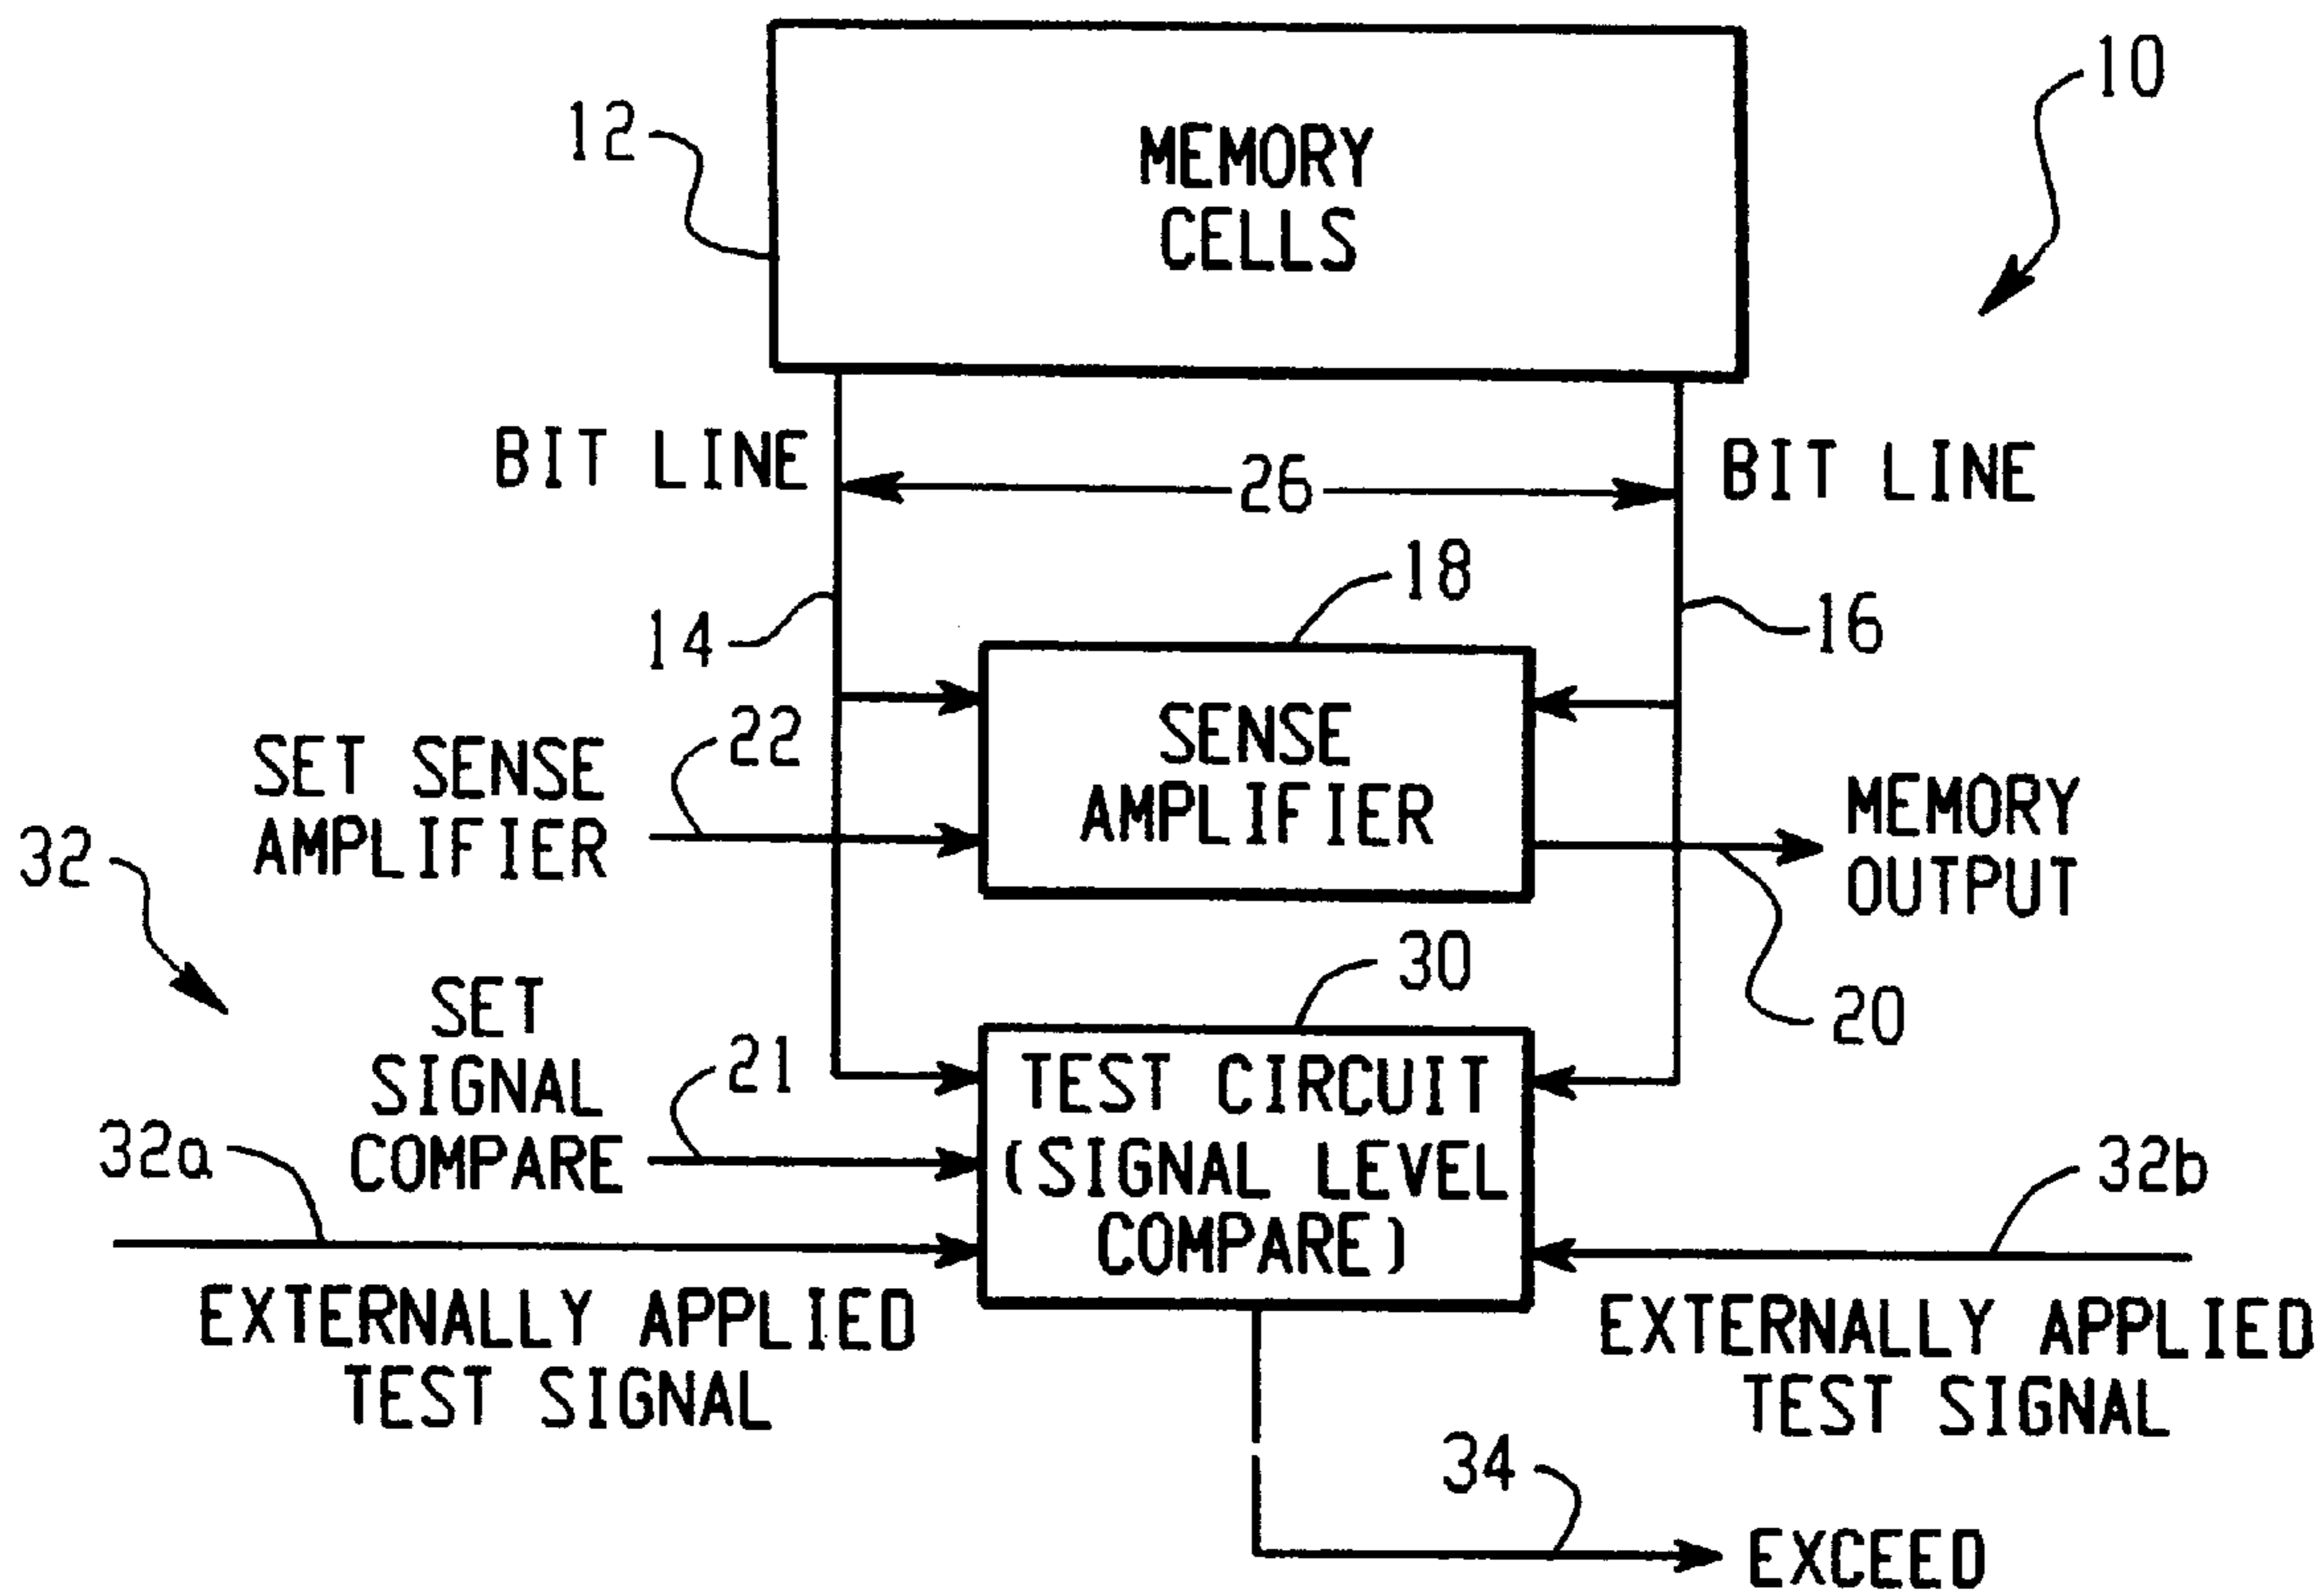 10
12
MEMORY
CELLS
BIT LINE
26
BIT LINE
18
14
16
22
SET SENSE
AMPLIFIER
SENSE
AMPLIFIER
MEMORY
OUTPUT
32
30
20
SET
SIGNAL
COMPARE
21
TEST CIRCUIT
(SIGNAL LEVEL
COMPARE)
32a
32b
EXTERNALLY APPLIED
TEST SIGNAL
EXTERNALLY APPLIED
TEST SIGNAL
34
EXCEED